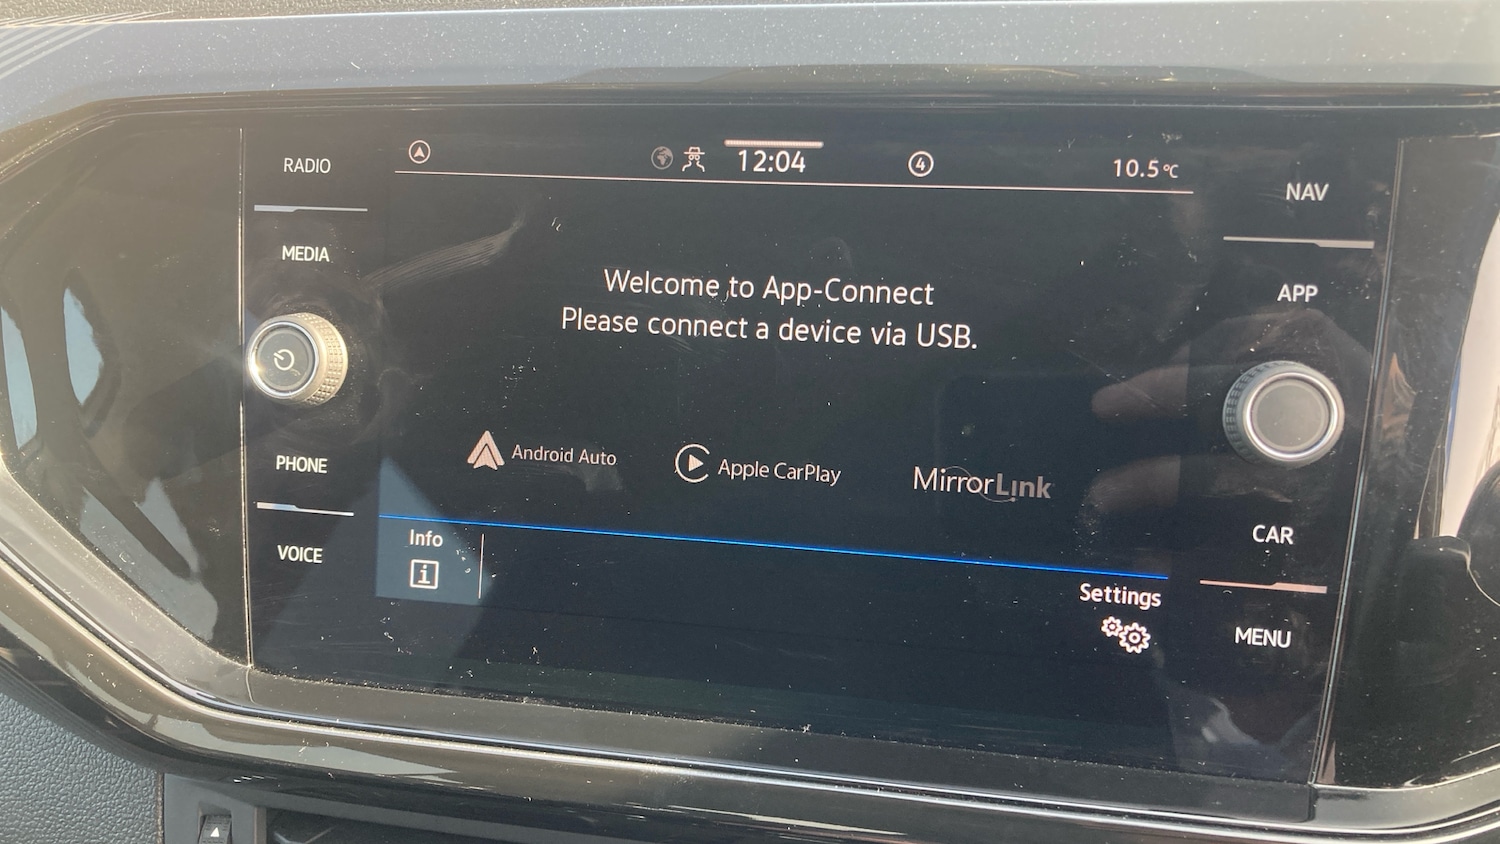 RADIO
MEDIA
PHONE
VOICE
12:04
4
10.5°C
Welcome to App-Connect
Please connect a device via USB.
Android Auto
Apple CarPlay
MirrorLink
Info
i
Settings
NAV
APP
CAR
MENU